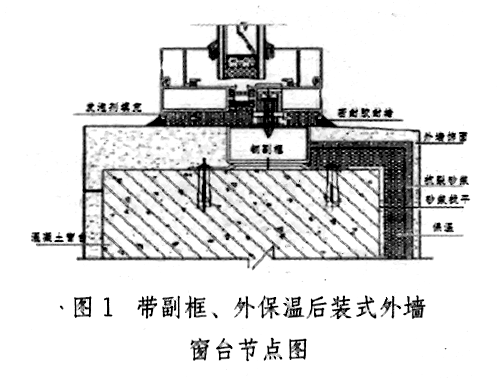 发泡剂填充
密封胶封堵
钢副框
外墙饰面
抗裂砂浆
砂浆找平
混凝土窗台
保温
图1 带副框、外保温后装式外墙
窗台节点图